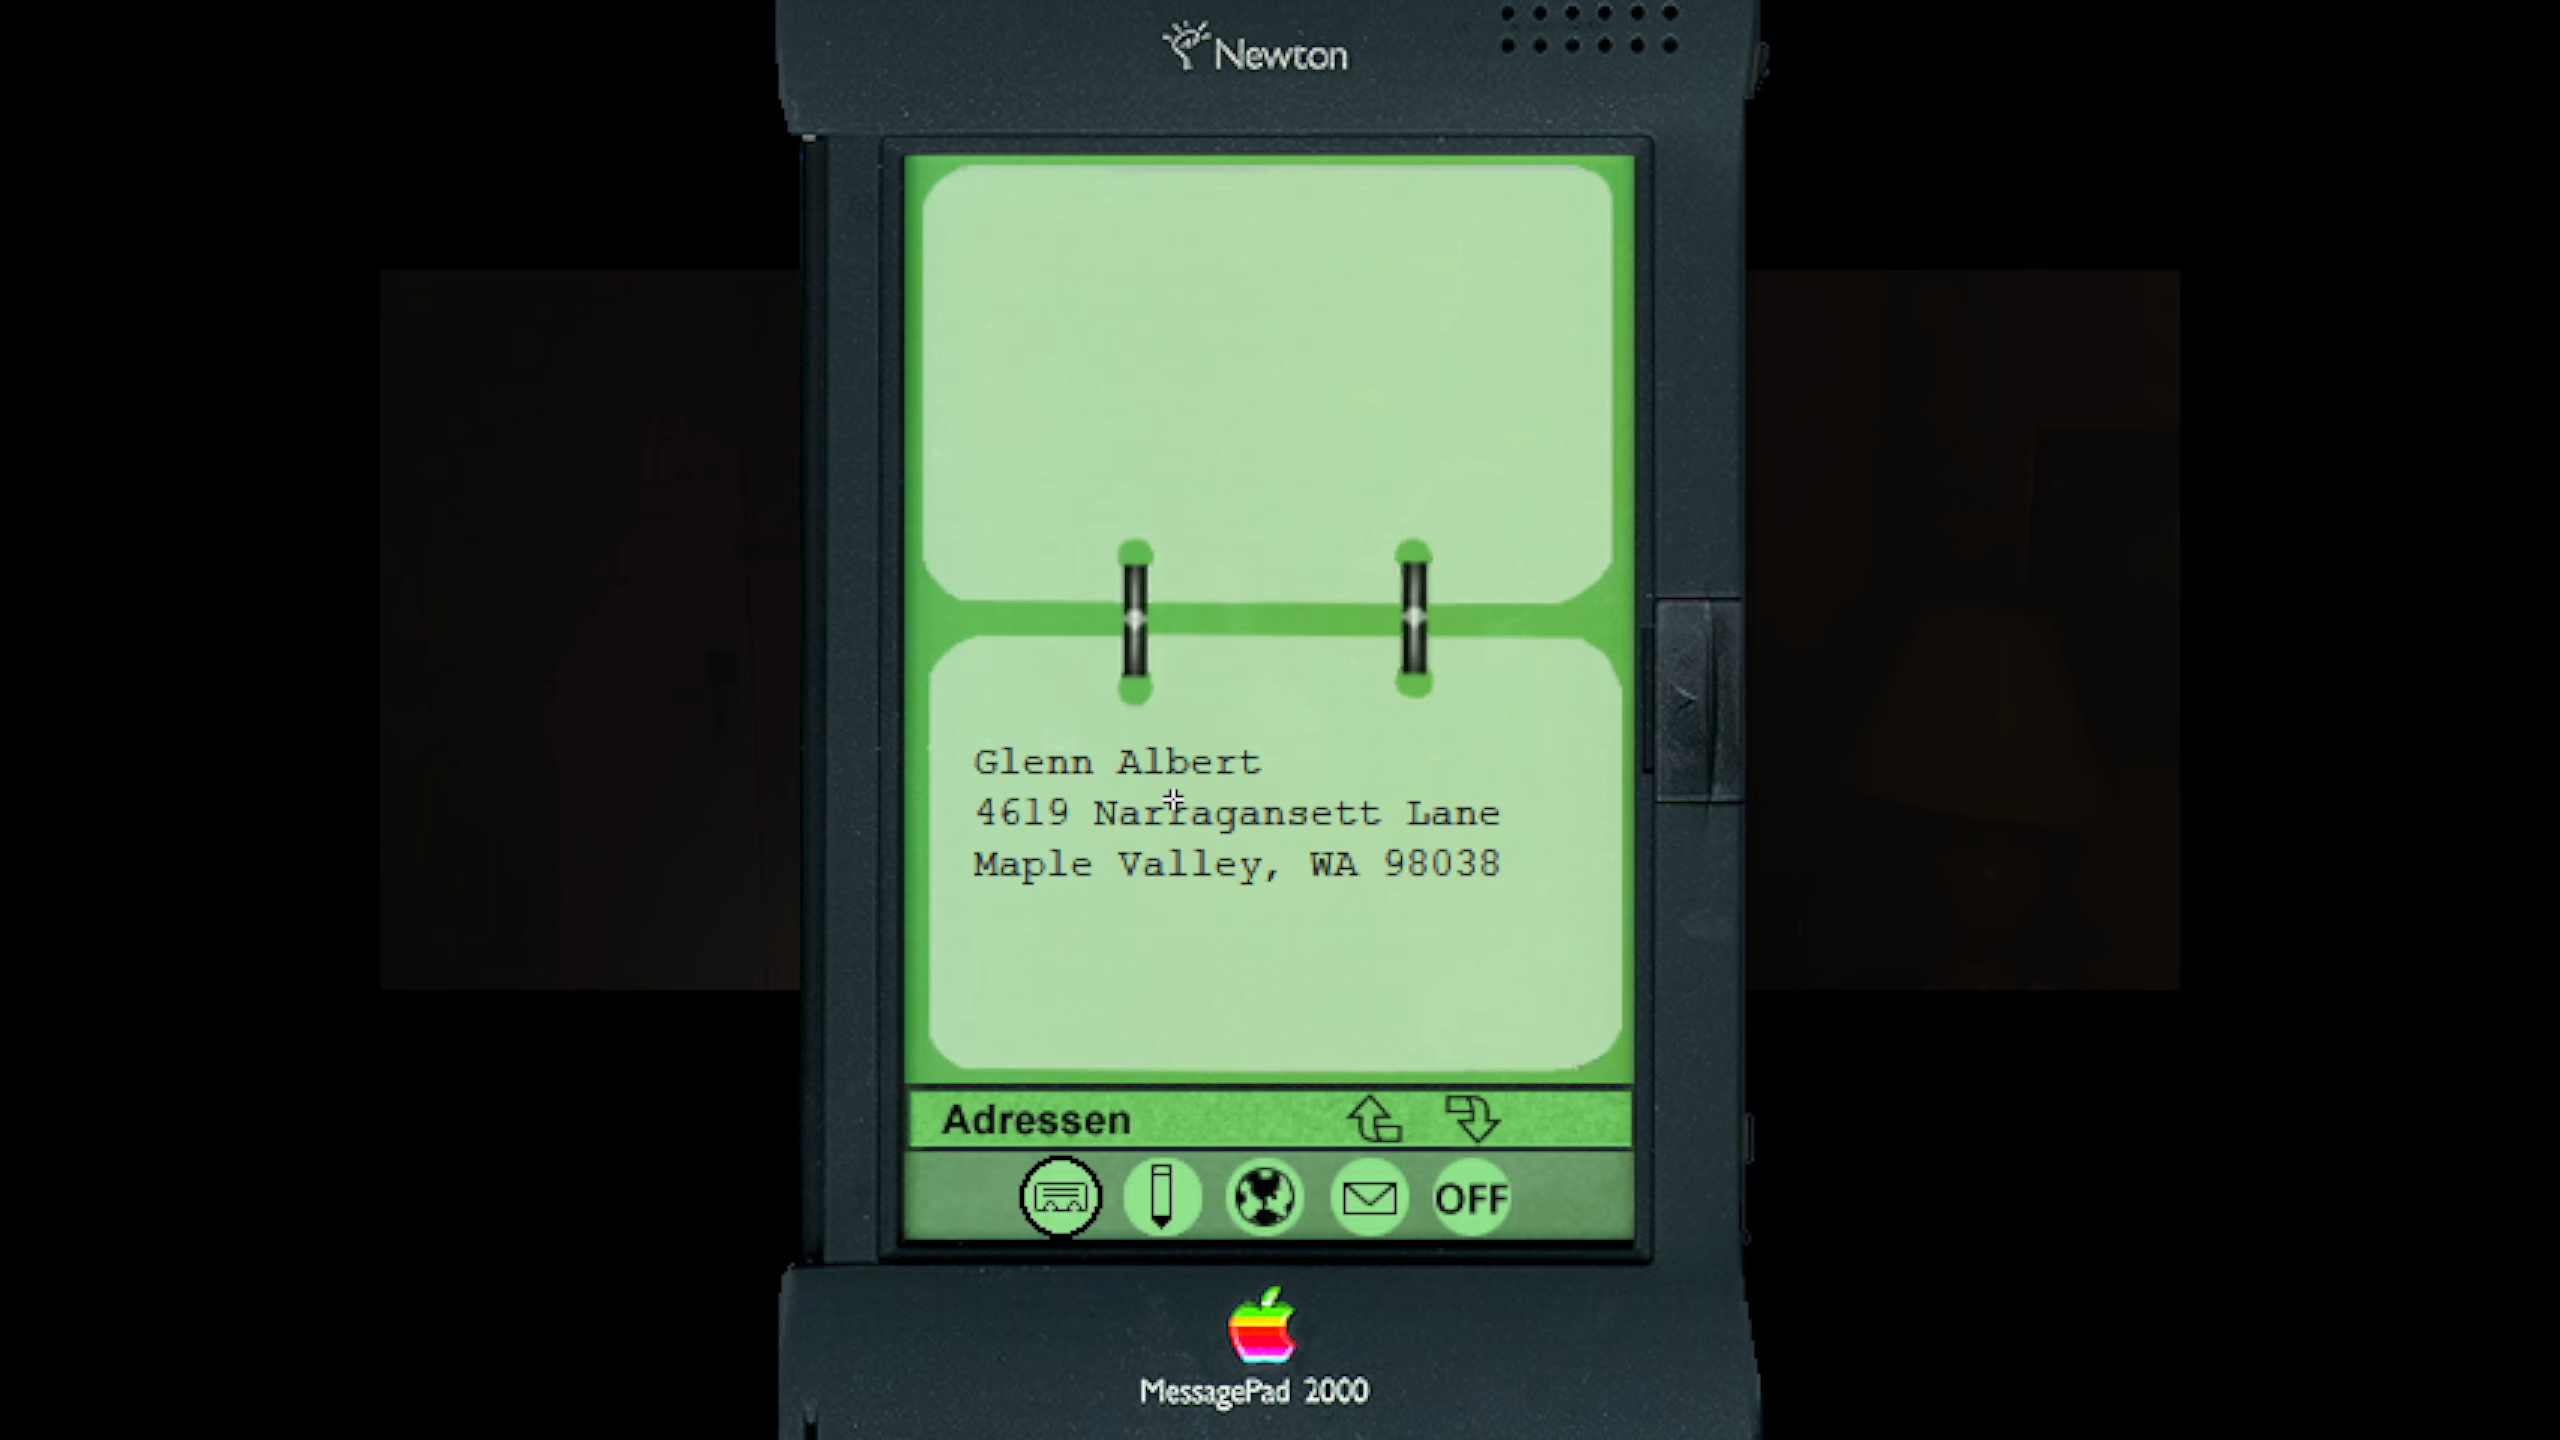 Newton
Glenn Albert
4619 Narragansett Lane
Maple Valley, WA 98038
Adressen
OFF
MessagePad 2000